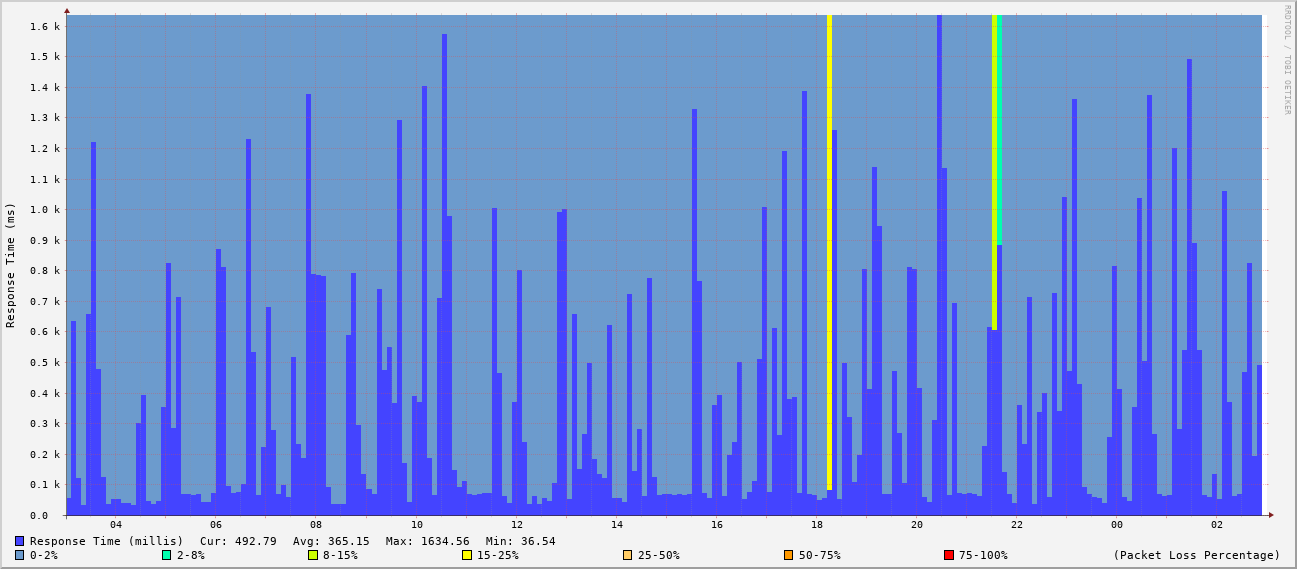 RRDTOOL / TOBI OETIKER
Response Time (ms)
1.6 k
1.5 k
1.4 k
1.3 k
1.2 k
1.1 k
1.0 k
0.9 k
0.8 k
0.7 k
0.6 k
0.5 k
0.4 k
0.3 k
0.2 k
0.1 k
0.0
04 06 08 10 12 14 16 18 20 22 00 02
Response Time (millis) Cur: 492.79 Avg: 365.15 Max: 1634.56 Min: 36.54
0-2% 2-8% 8-15% 15-25% 25-50% 50-75% 75-100% (Packet Loss Percentage)